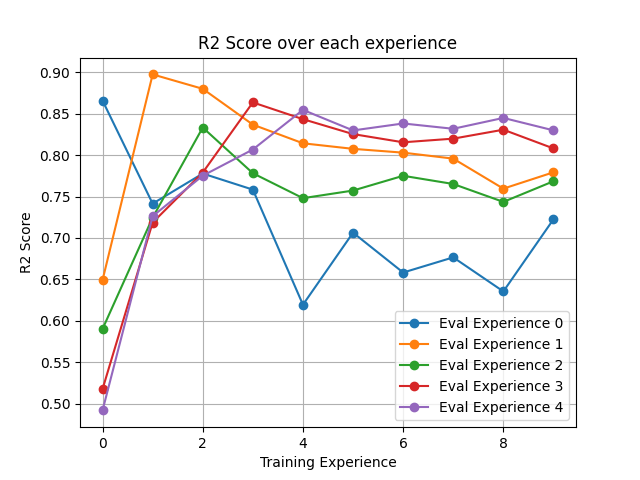 R2 Score over each experience
R2 Score
0.90
0.85
0.80
0.75
0.70
0.65
0.60
0.55
0.50
Eval Experience 0
Eval Experience 1
Eval Experience 2
Eval Experience 3
Eval Experience 4
0 2 4 6 8
Training Experience